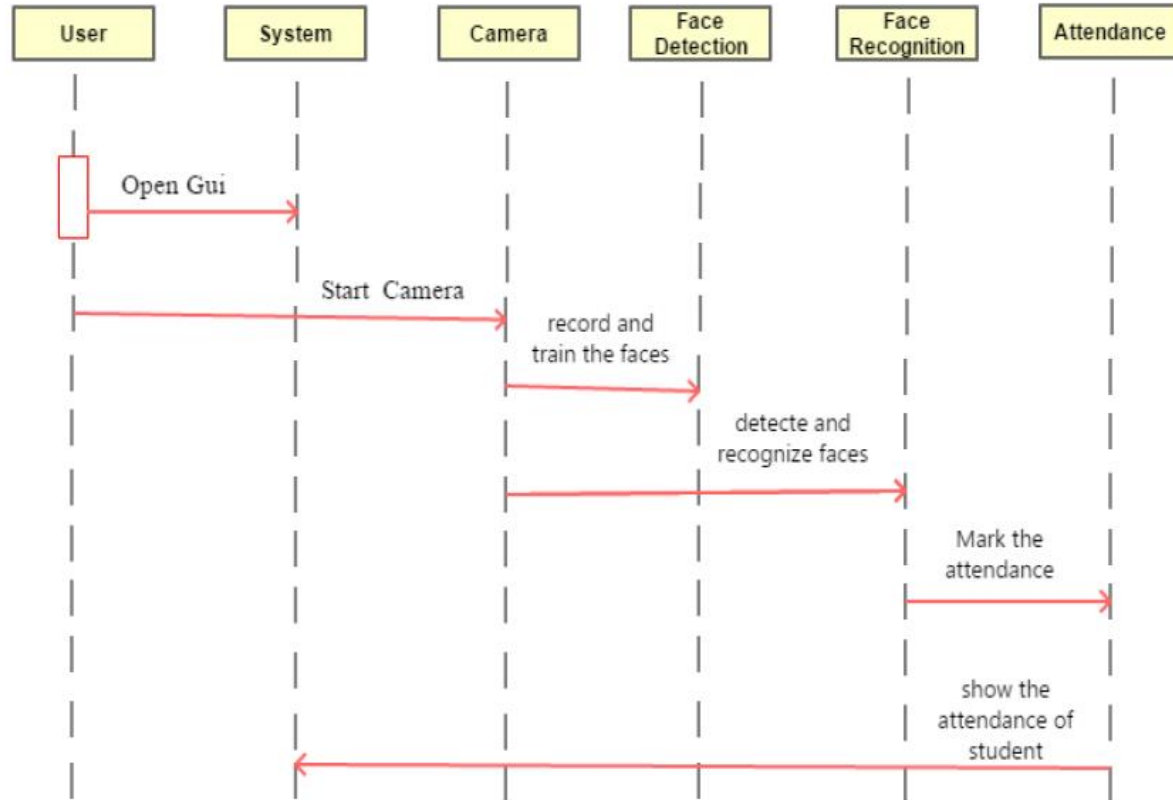 User
System
Camera
Face
Detection
Face
Recognition
Attendance
Open Gui
Start Camera
record and
train the faces
detecte and
recognize faces
Mark the
attendance
show the
attendance of
student